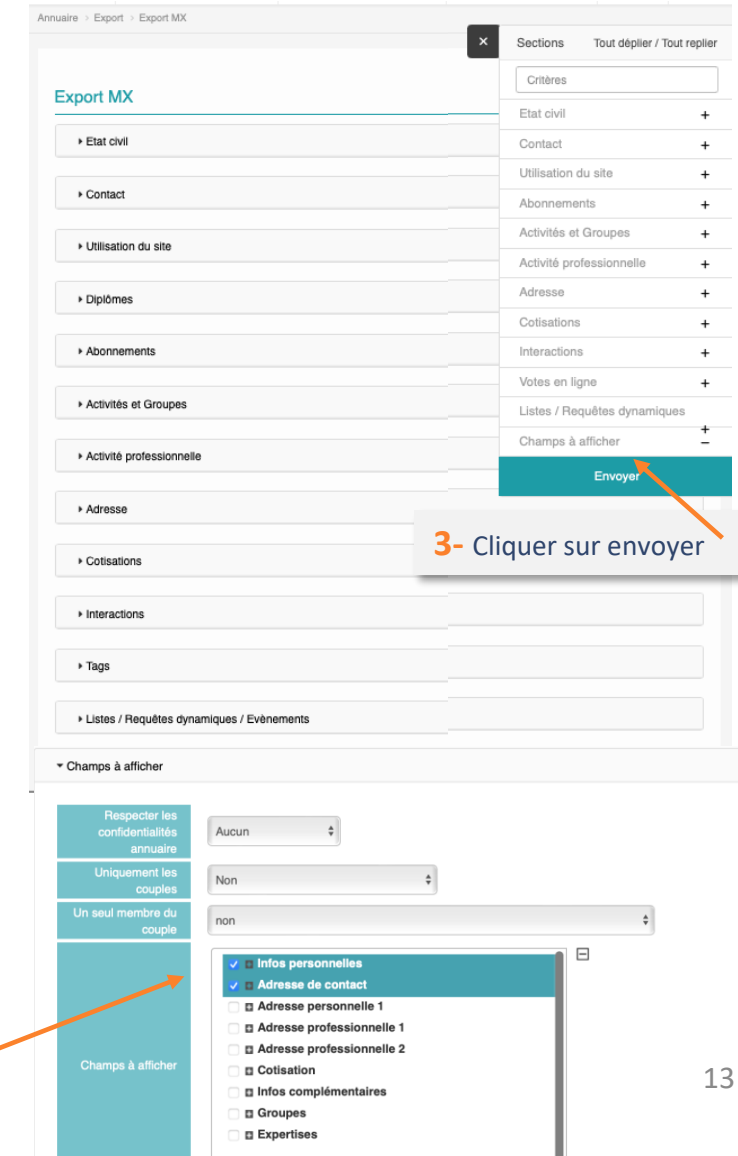 Annuaire > Export > Export MX
× Sections Tout déplier / Tout replier
Critères
Etat civil +
Contact +
Utilisation du site +
Abonnements +
Activités et Groupes +
Activité professionnelle +
Adresse +
Cotisations +
Interactions +
Votes en ligne +
Listes / Requêtes dynamiques +
Champs à afficher −
Envoyer
3- Cliquer sur envoyer
Export MX
Etat civil
Contact
Utilisation du site
Diplômes
Abonnements
Activités et Groupes
Activité professionnelle
Adresse
Cotisations
Interactions
Tags
Listes / Requêtes dynamiques / Evènements
Champs à afficher
Respecter les
confidentialités
annuaire
Aucun
Uniquement les
couples
Non
Un seul membre du
couple
non
Champs à afficher
Infos personnelles
Adresse de contact
Adresse personnelle 1
Adresse professionnelle 1
Adresse professionnelle 2
Cotisation
Infos complémentaires
Groupes
Expertises
13